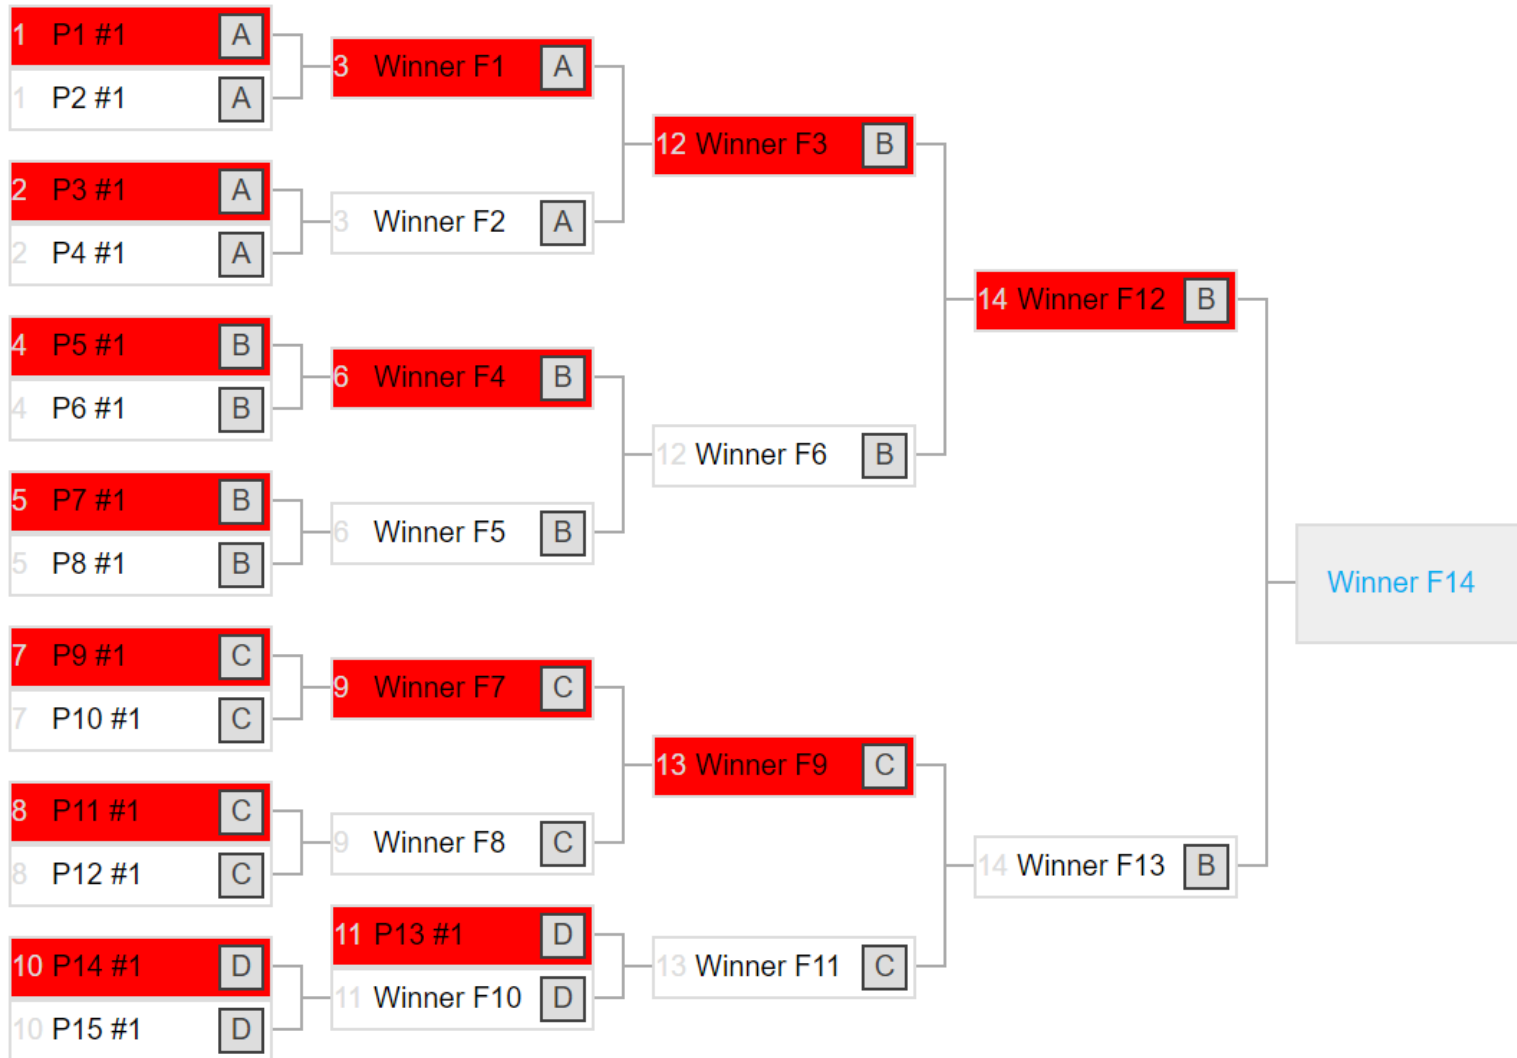 1 P1 #1 A
1 P2 #1 A
2 P3 #1 A
2 P4 #1 A
4 P5 #1 B
4 P6 #1 B
5 P7 #1 B
5 P8 #1 B
7 P9 #1 C
7 P10 #1 C
8 P11 #1 C
8 P12 #1 C
10 P14 #1 D
10 P15 #1 D
3 Winner F1 A
3 Winner F2 A
6 Winner F4 B
6 Winner F5 B
9 Winner F7 C
9 Winner F8 C
11 P13 #1 D
11 Winner F10 D
12 Winner F3 B
12 Winner F6 B
13 Winner F9 C
13 Winner F11 C
14 Winner F12 B
14 Winner F13 B
Winner F14